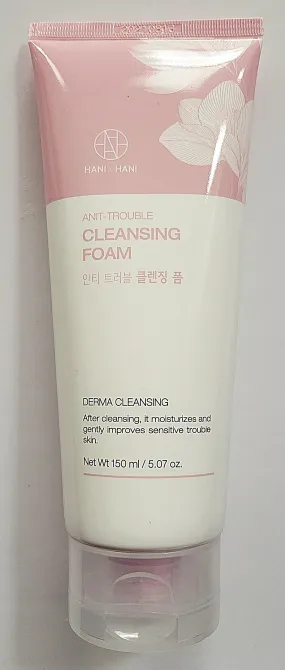 HANI HANI
ANIT-TROUBLE
CLEANSING
FOAM
안티 트러블 클렌징 폼
DERMA CLEANSING
After cleansing, it moisturizes and
gently improves sensitive trouble
skin.
Net Wt 150 ml / 5.07 oz.